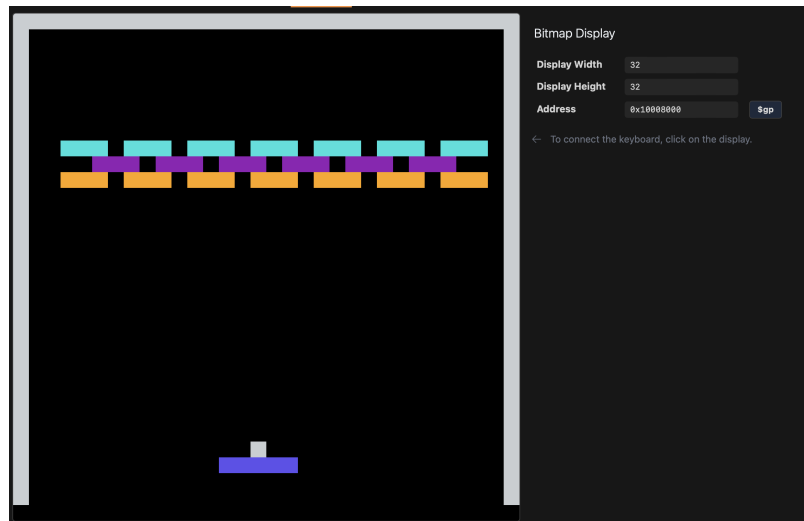 Bitmap Display
Display Width 32
Display Height 32
Address 0x10008000 $gp
← To connect the keyboard, click on the display.